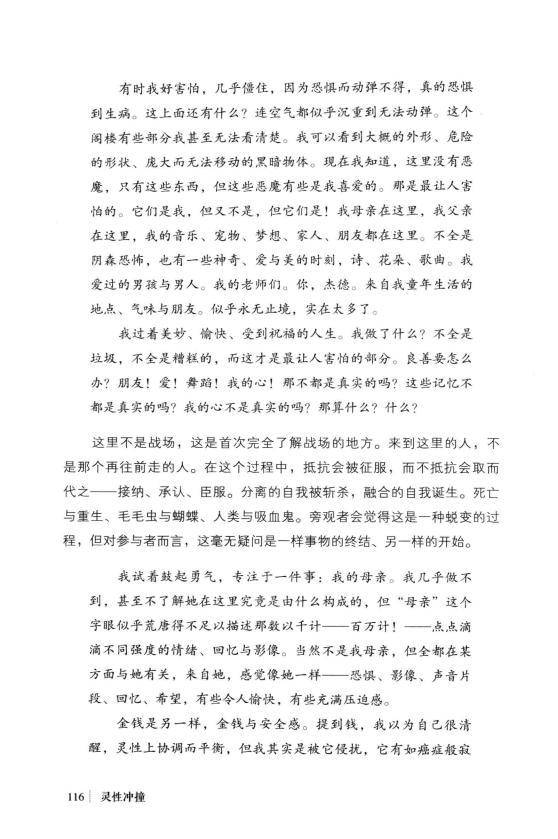 有时我好害怕，几乎僵住，因为恐惧而动弹不得，真的恐惧
到生病。这上面还有什么？连空气都似乎沉重到无法动弹。这个
阁楼有些部分我甚至无法看清楚。我可以看到大概的外形、危险
的形状、庞大而无法移动的黑暗物体。现在我知道，这里没有恶
魔，只有这些东西，但这些恶魔有些是我喜爱的。那是最让人害
怕的。它们是我，但又不是，但它们是！我母亲在这里，我父亲
在这里，我的音乐、宠物、梦想、家人、朋友都在这里。不全是
阴森恐怖，也有一些神奇、爱与美的时刻，诗、花朵、歌曲。我
爱过的男孩与男人。我的老师们。你，杰德。来自我童年生活的
地点、气味与朋友。似乎永无止境，实在太多了。
我过着美妙、愉快、受到祝福的人生。我做了什么？不全是
垃圾，不全是糟糕的，而这才是最让人害怕的部分。良善要怎么
办？朋友！爱！舞蹈！我的心！那不都是真实的吗？这些记忆不
都是真实的吗？我的心不是真实的吗？那算什么？什么？
这里不是战场，这是首次完全了解战场的地方。来到这里的人，不
是那个再往前走的人。在这个过程中，抵抗会被征服，而不抵抗会取而
代之——接纳、承认、臣服。分离的自我被斩杀，融合的自我诞生。死亡
与重生、毛毛虫与蝴蝶、人类与吸血鬼。旁观者会觉得这是一种蜕变的过
程，但对参与者而言，这毫无疑问是一样事物的终结、另一样的开始。
我试着鼓起勇气，专注于一件事：我的母亲。我几乎做不
到，甚至不了解她在这里究竟是由什么构成的，但“母亲”这个
字眼似乎荒唐得不足以描述那数以千计——百万计！——点点滴
滴不同强度的情绪、回忆与影像。当然不是我母亲，但全都在某
方面与她有关，来自她，感觉像她一样——恐惧、影像、声音片
段、回忆、希望，有些令人愉快，有些充满压迫感。
金钱是另一样，金钱与安全感。提到钱，我以为自己很清
醒，灵性上协调而平衡，但我其实是被它侵扰，它有如癌症般寂
116 | 灵性冲撞